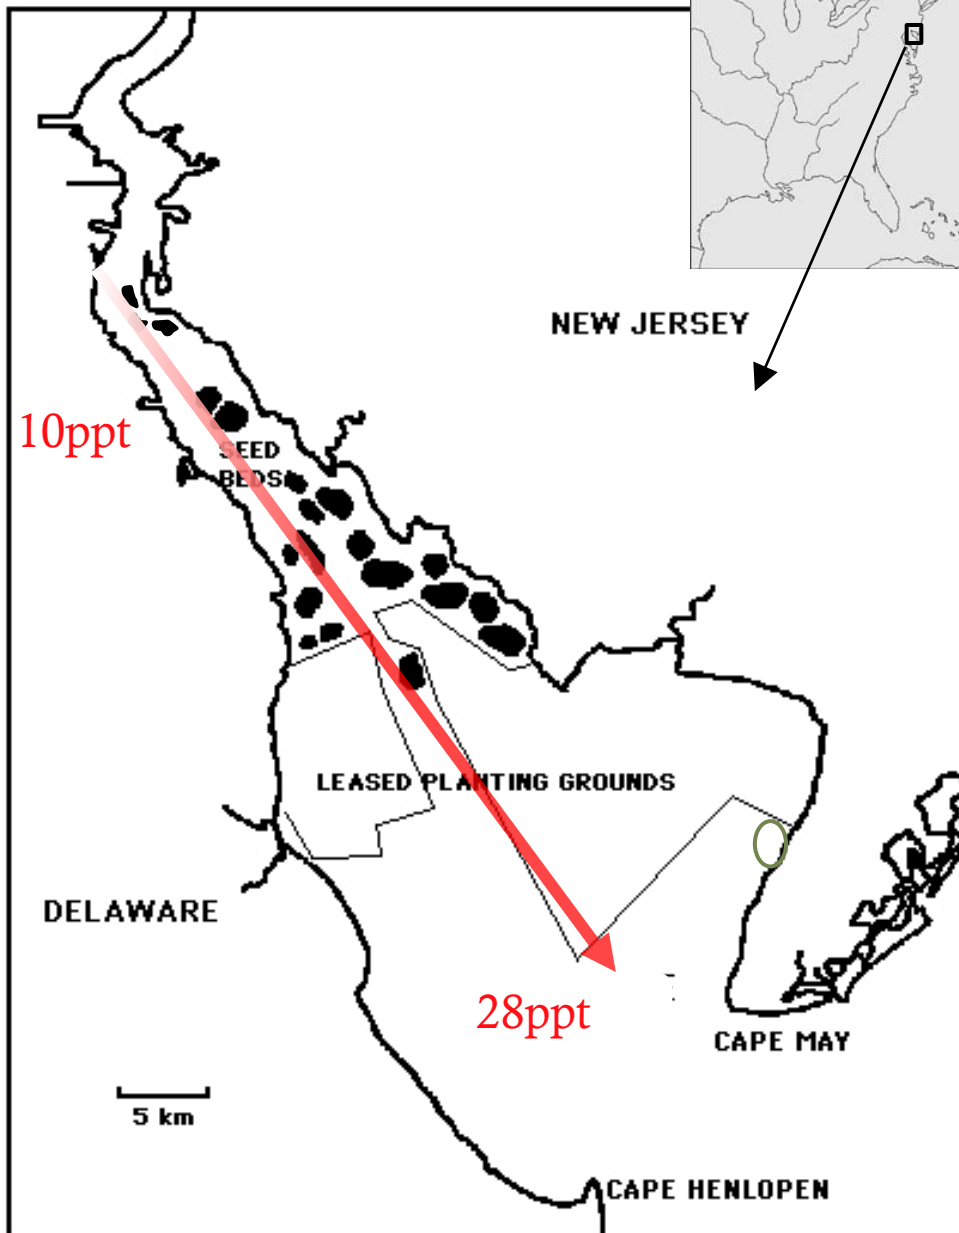 NEW JERSEY
10ppt
SEED
BEDS
LEASED PLANTING GROUNDS
DELAWARE
28ppt
CAPE MAY
5 km
CAPE HENLOPEN